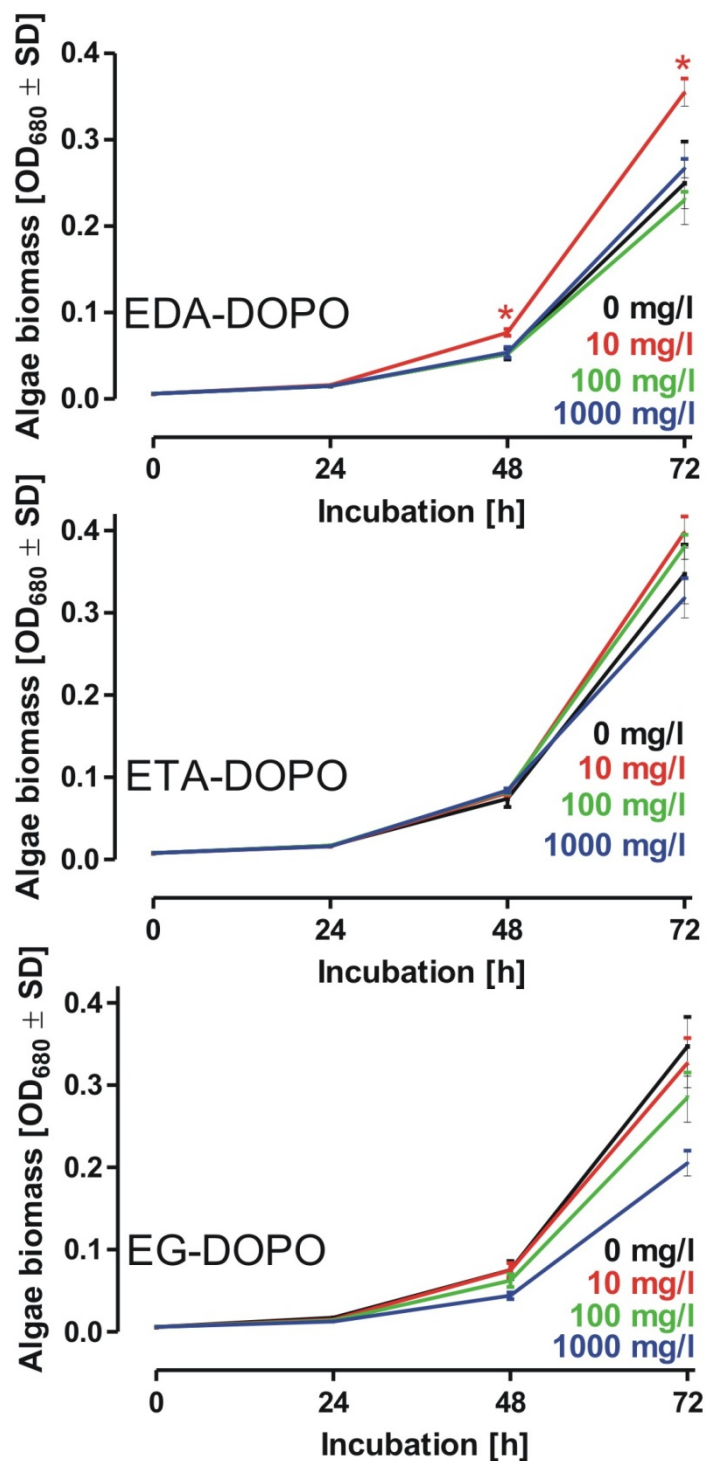 Algae biomass [OD680 ± SD]
0.4
*
0.3
0.2
0.1
EDA-DOPO
*
0 mg/l
10 mg/l
100 mg/l
1000 mg/l
0.0
0 24 48 72
Incubation [h]
Algae biomass [OD680 ± SD]
0.4
0.3
0.2
0.1
ETA-DOPO
0 mg/l
10 mg/l
100 mg/l
1000 mg/l
0.0
0 24 48 72
Incubation [h]
Algae biomass [OD680 ± SD]
0.4
0.3
0.2
0.1
EG-DOPO
0 mg/l
10 mg/l
100 mg/l
1000 mg/l
0.0
0 24 48 72
Incubation [h]